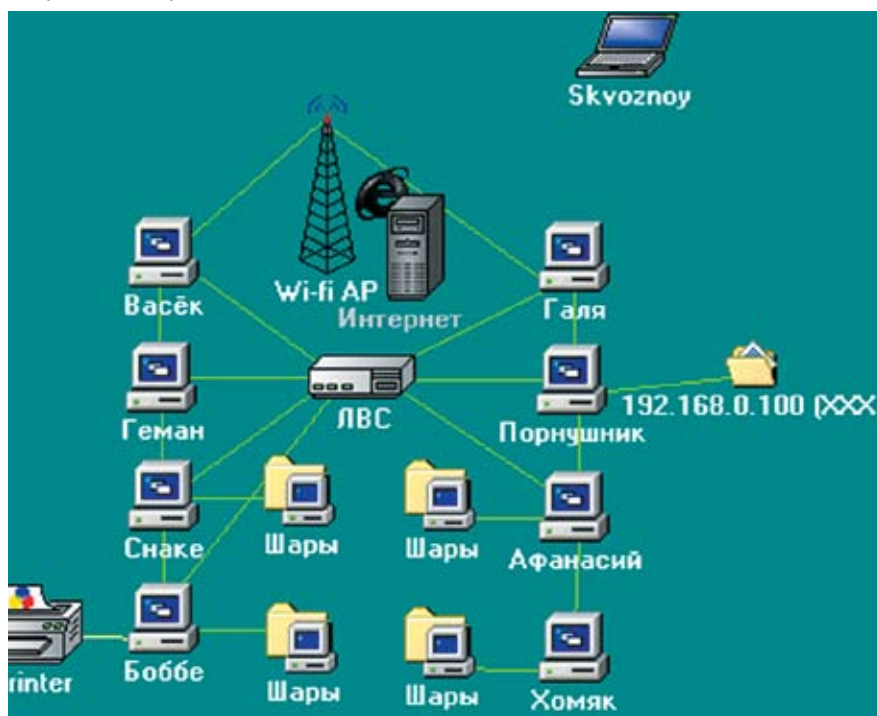 Skvoznoy
Wi-fi AP
Интернет
Васёк
Галя
ЛВС
Геман
Порнушник
192.168.0.100 (XXX
Снаке
Шары
Шары
Афанасий
rinter
Боббе
Шары
Шары
Хомяк